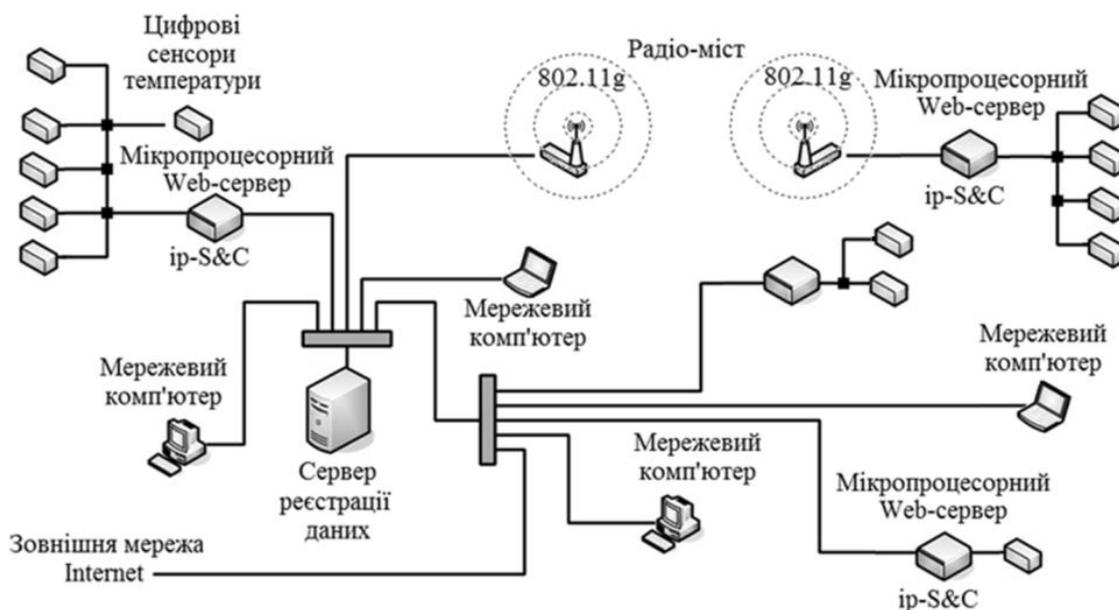 Цифрові
сенсори
температури
Радіо-міст
802.11g
802.11g
Мікропроцесорний
Web-сервер
ip-S&C
Мікропроцесорний
Web-сервер
ip-S&C
Мережевий
комп'ютер
Мережевий
комп'ютер
Мережевий
комп'ютер
Мережевий
комп'ютер
Сервер
реєстрації
даних
Мікропроцесорний
Web-сервер
ip-S&C
Зовнішня мережа
Internet